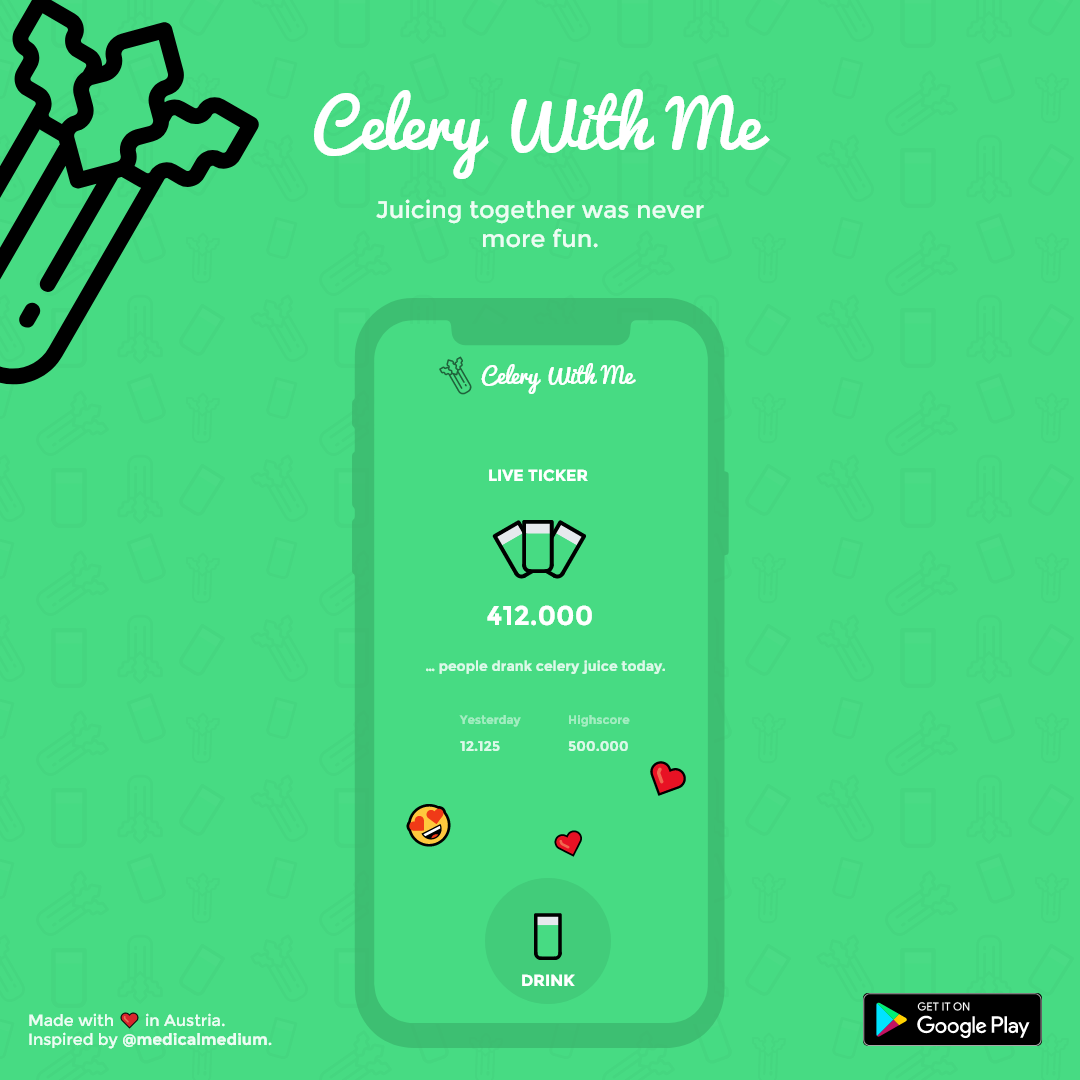 Celery With Me
Juicing together was never
more fun.
Celery With Me
LIVE TICKER
412.000
... people drank celery juice today.
Yesterday Highscore
12.125 500.000
DRINK
Made with ❤️ in Austria.
Inspired by @medicalmedium.
GET IT ON
Google Play